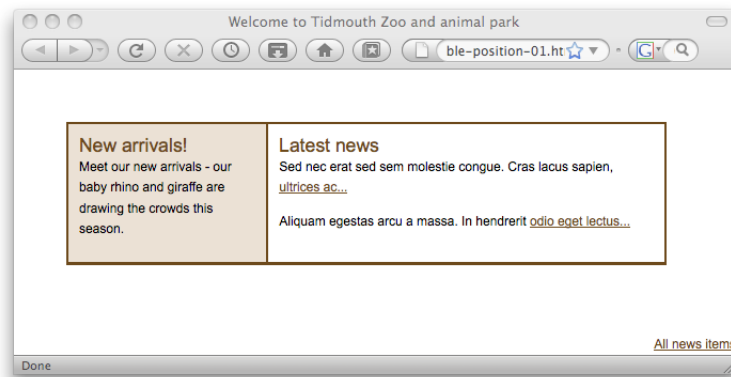 Welcome to Tidmouth Zoo and animal park
ble-position-01.ht
G
New arrivals!
Meet our new arrivals - our
baby rhino and giraffe are
drawing the crowds this
season.
Latest news
Sed nec erat sed sem molestie congue. Cras lacus sapien,
ultrices ac...
Aliquam egestas arcu a massa. In hendrerit odio eget lectus...
All news items
Done